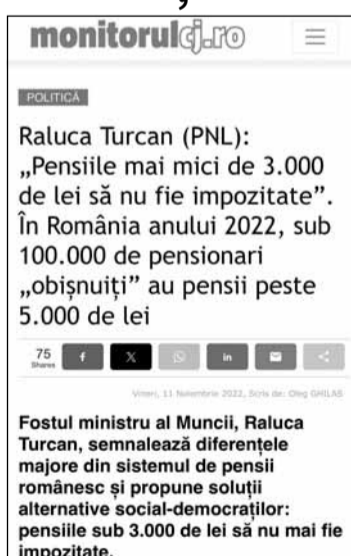 monitorulcj.ro
POLITICĂ
Raluca Turcan (PNL):
„Pensiile mai mici de 3.000
de lei să nu fie impozitate”.
În România anului 2022, sub
100.000 de pensionari
„obișnuiți” au pensii peste
5.000 de lei
75
Shares
Vineri, 11 Noiembrie 2022, Scris de: Oleg GHILAS
Fostul ministru al Muncii, Raluca
Turcan, semnalează diferențele
majore din sistemul de pensii
românesc și propune soluții
alternative social-democraților:
pensiile sub 3.000 de lei să nu mai fie
impozitate.